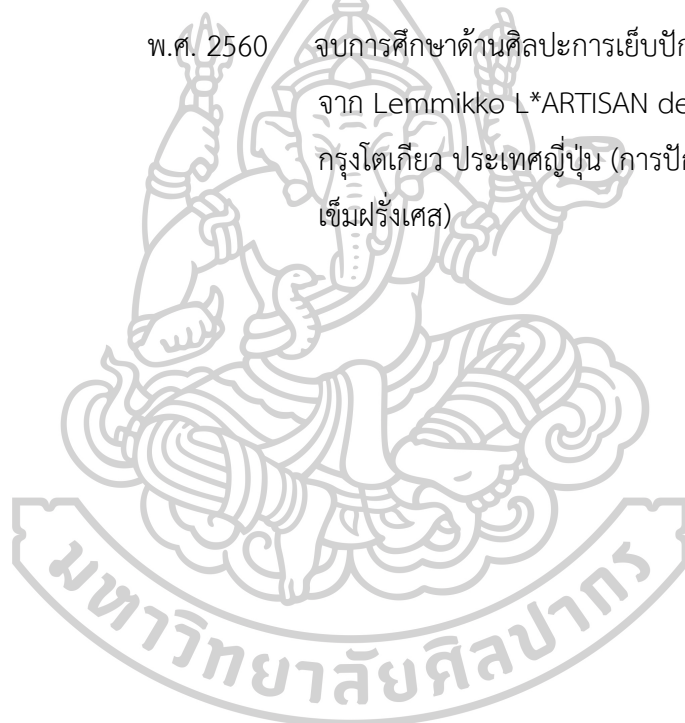 พ.ศ. 2560 จบการศึกษาด้านศิลปะการเย็บปัก
จาก Lemmikko L*ARTISAN de
กรุงโตเกียว ประเทศญี่ปุ่น (การปัก
เข็มฝรั่งเศส)
มหาวิทยาลัยศิลปากร